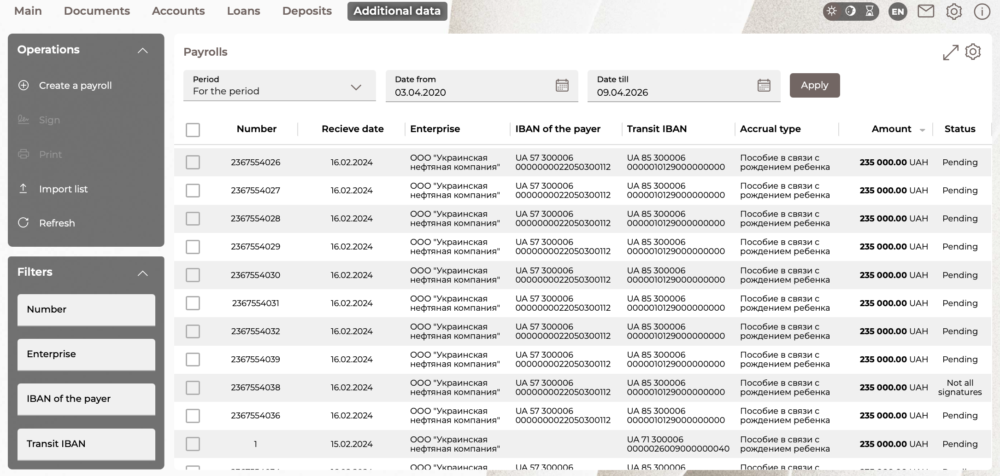 Main Documents Accounts Loans Deposits Additional data EN
Operations
Create a payroll
Sign
Print
Import list
Refresh
Filters
Number
Enterprise
IBAN of the payer
Transit IBAN
Payrolls
Period
For the period
Date from
03.04.2020
Date till
09.04.2026
Apply
Number Recieve date Enterprise IBAN of the payer Transit IBAN Accrual type Amount Status
2367554026 16.02.2024 ООО "Украинская нефтяная компания" UA 57 300006 0000000022050300112 UA 85 300006 0000010129000000000 Пособие в связи с рождением ребенка 235 000.00 UAH Pending
2367554027 16.02.2024 ООО "Украинская нефтяная компания" UA 57 300006 0000000022050300112 UA 85 300006 0000010129000000000 Пособие в связи с рождением ребенка 235 000.00 UAH Pending
2367554028 16.02.2024 ООО "Украинская нефтяная компания" UA 57 300006 0000000022050300112 UA 85 300006 0000010129000000000 Пособие в связи с рождением ребенка 235 000.00 UAH Pending
2367554029 16.02.2024 ООО "Украинская нефтяная компания" UA 57 300006 0000000022050300112 UA 85 300006 0000010129000000000 Пособие в связи с рождением ребенка 235 000.00 UAH Pending
2367554030 16.02.2024 ООО "Украинская нефтяная компания" UA 57 300006 0000000022050300112 UA 85 300006 0000010129000000000 Пособие в связи с рождением ребенка 235 000.00 UAH Pending
2367554031 16.02.2024 ООО "Украинская нефтяная компания" UA 57 300006 0000000022050300112 UA 85 300006 0000010129000000000 Пособие в связи с рождением ребенка 235 000.00 UAH Pending
2367554032 16.02.2024 ООО "Украинская нефтяная компания" UA 57 300006 0000000022050300112 UA 85 300006 0000010129000000000 Пособие в связи с рождением ребенка 235 000.00 UAH Pending
2367554039 16.02.2024 ООО "Украинская нефтяная компания" UA 57 300006 0000000022050300112 UA 85 300006 0000010129000000000 Пособие в связи с рождением ребенка 235 000.00 UAH Pending
2367554038 16.02.2024 ООО "Украинская нефтяная компания" UA 57 300006 0000000022050300112 UA 85 300006 0000010129000000000 Пособие в связи с рождением ребенка 235 000.00 UAH Not all signatures
2367554036 16.02.2024 ООО "Украинская нефтяная компания" UA 57 300006 0000000022050300112 UA 85 300006 0000010129000000000 Пособие в связи с рождением ребенка 235 000.00 UAH Pending
1 15.02.2024 ООО "Украинская нефтяная компания" UA 71 300006 0000026009000000040 Пособие в связи с рождением ребенка 235 000.00 UAH Pending
ООО "Украинская UA 57 300006 UA 85 300006 Пособие в связи с